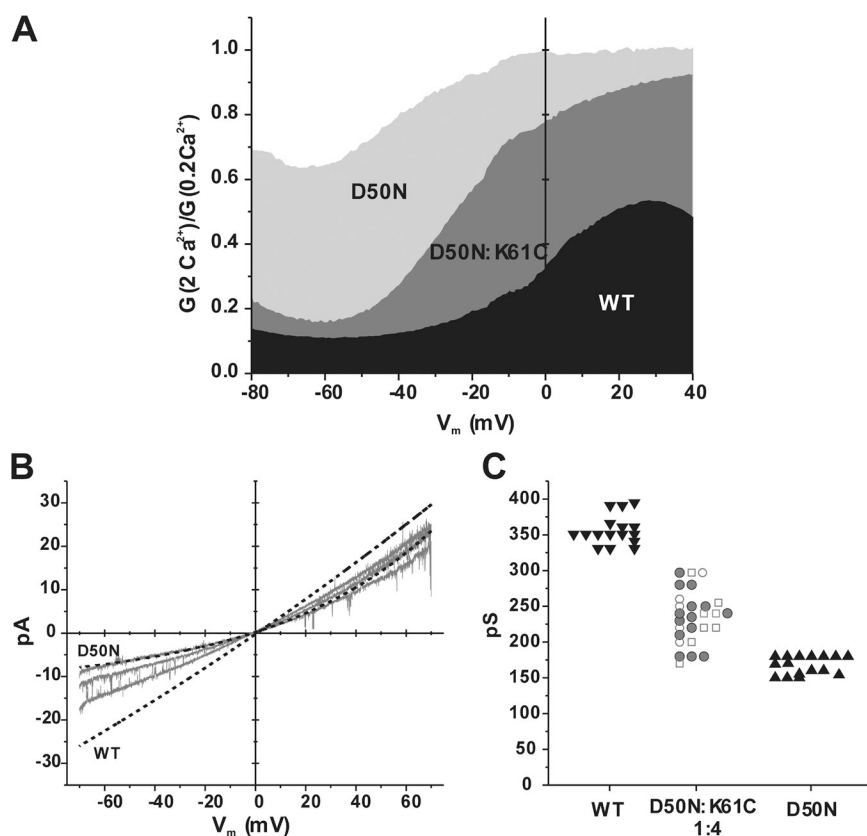 A
G(2 Ca²⁺)/G(0.2Ca²⁺)
1.0
0.8
0.6
0.4
0.2
0.0
D50N
D50N:K61C
WT
-80 -60 -40 -20 0 20 40
Vₘ (mV)
B
pA
30
20
10
0
-10
-20
-30
D50N
WT
-60 -40 -20 0 20 40 60
Vₘ (mV)
C
pS
400
350
300
250
200
150
100
50
0
WT D50N:K61C D50N
1:4